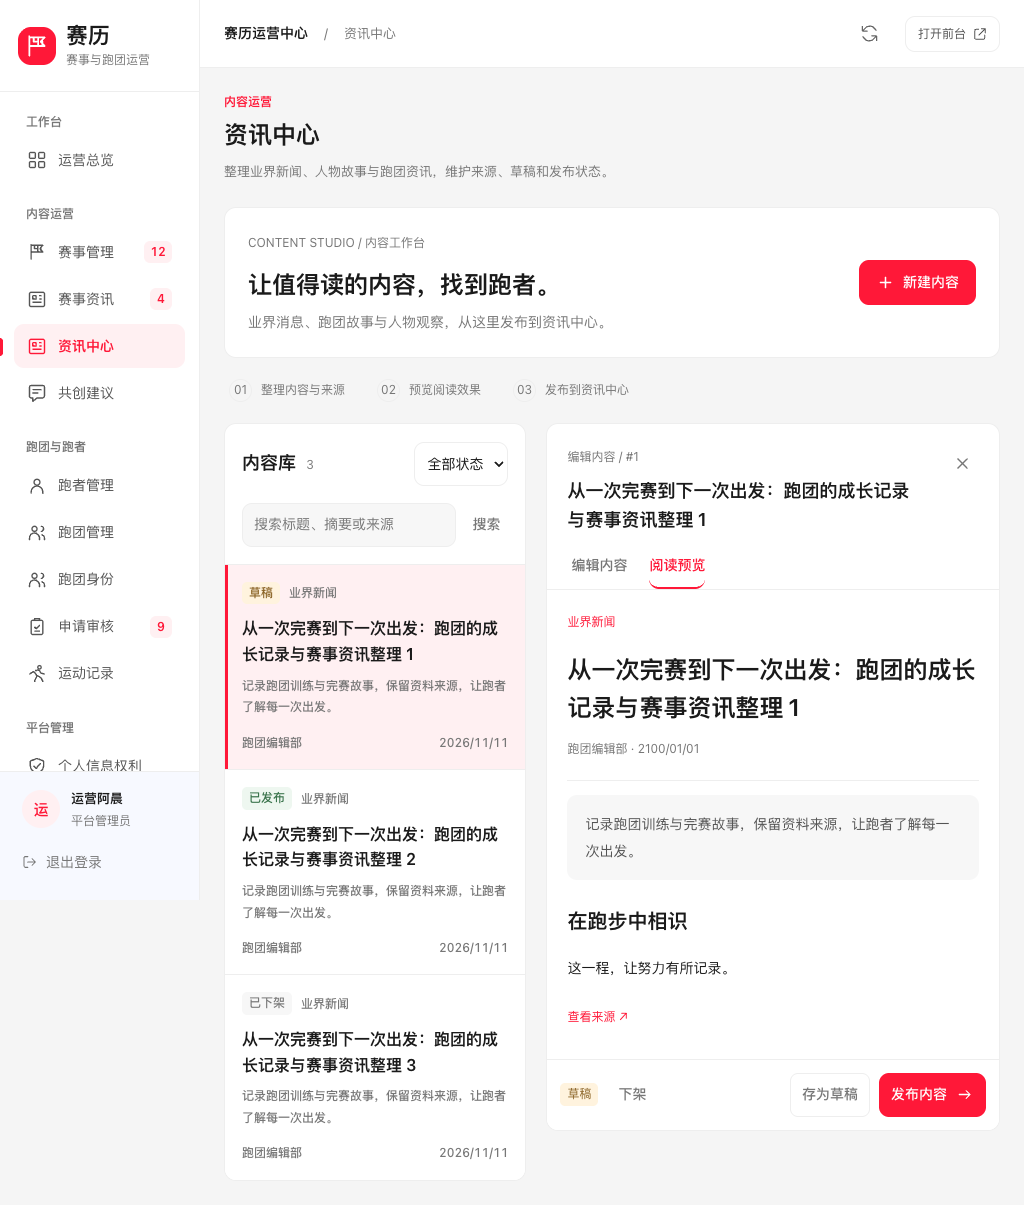 赛历
赛事与跑团运营
工作台
运营总览
内容运营
赛事管理 12
赛事资讯 4
资讯中心
共创建议
跑团与跑者
跑者管理
跑团管理
跑团身份
申请审核 9
运动记录
平台管理
个人信息权利
运 运营阿晨
平台管理员
退出登录
赛历运营中心 / 资讯中心
打开前台
内容运营
资讯中心
整理业界新闻、人物故事与跑团资讯，维护来源、草稿和发布状态。
CONTENT STUDIO / 内容工作台
让值得读的内容，找到跑者。
业界消息、跑团故事与人物观察，从这里发布到资讯中心。
新建内容
01 整理内容与来源 02 预览阅读效果 03 发布到资讯中心
内容库 3
全部状态
搜索标题、摘要或来源 搜索
草稿 业界新闻
从一次完赛到下一次出发：跑团的成
长记录与赛事资讯整理 1
记录跑团训练与完赛故事，保留资料来源，让跑者
了解每一次出发。
跑团编辑部 2026/11/11
已发布 业界新闻
从一次完赛到下一次出发：跑团的成
长记录与赛事资讯整理 2
记录跑团训练与完赛故事，保留资料来源，让跑者
了解每一次出发。
跑团编辑部 2026/11/11
已下架 业界新闻
从一次完赛到下一次出发：跑团的成
长记录与赛事资讯整理 3
记录跑团训练与完赛故事，保留资料来源，让跑者
了解每一次出发。
跑团编辑部 2026/11/11
编辑内容 / #1
从一次完赛到下一次出发：跑团的成长记录
与赛事资讯整理 1
编辑内容 阅读预览
业界新闻
从一次完赛到下一次出发：跑团的成长
记录与赛事资讯整理 1
跑团编辑部 · 2100/01/01
记录跑团训练与完赛故事，保留资料来源，让跑者了解每一
次出发。
在跑步中相识
这一程，让努力有所记录。
查看来源 ↗
草稿 下架 存为草稿 发布内容 →